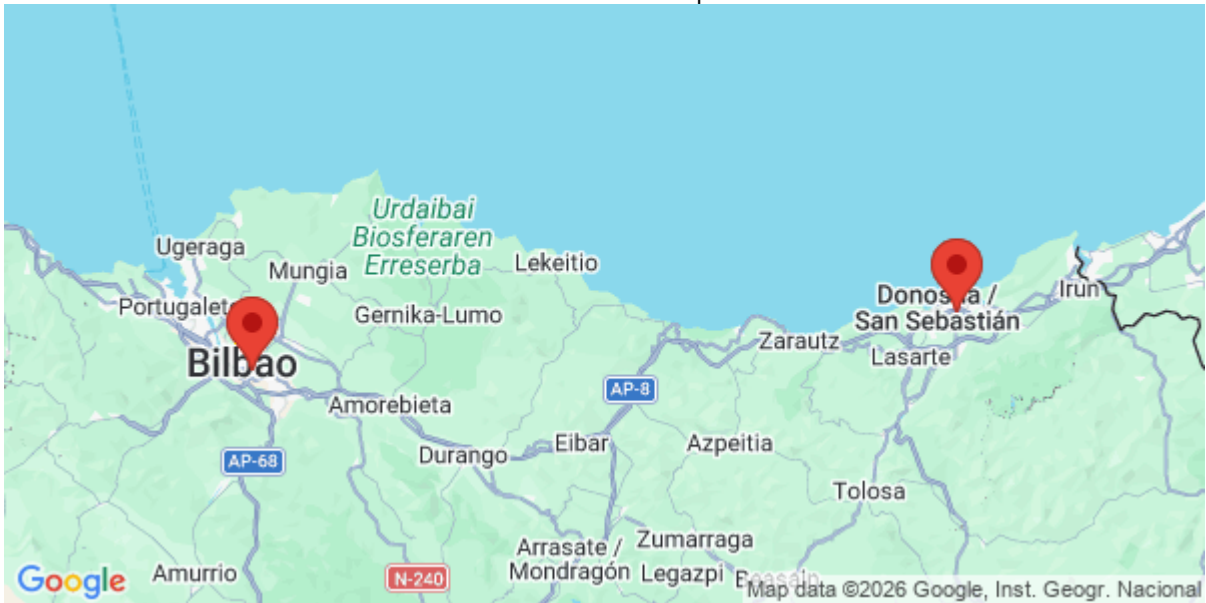 Urdaibai
Biosferaren
Erreserba
Ugeraga
Mungia
Lekeitio
Portugalete
Gernika-Lumo
Donostia /
San Sebastián
Irun
Zarautz
Lasarte
Bilbao
AP-8
Amorebieta
Durango
Eibar
Azpeitia
AP-68
Tolosa
Arrasate /
Mondragón
Zumarraga
Legazpi
Beasain
Amurrio
N-240
Google
Map data ©2026 Google, Inst. Geogr. Nacional